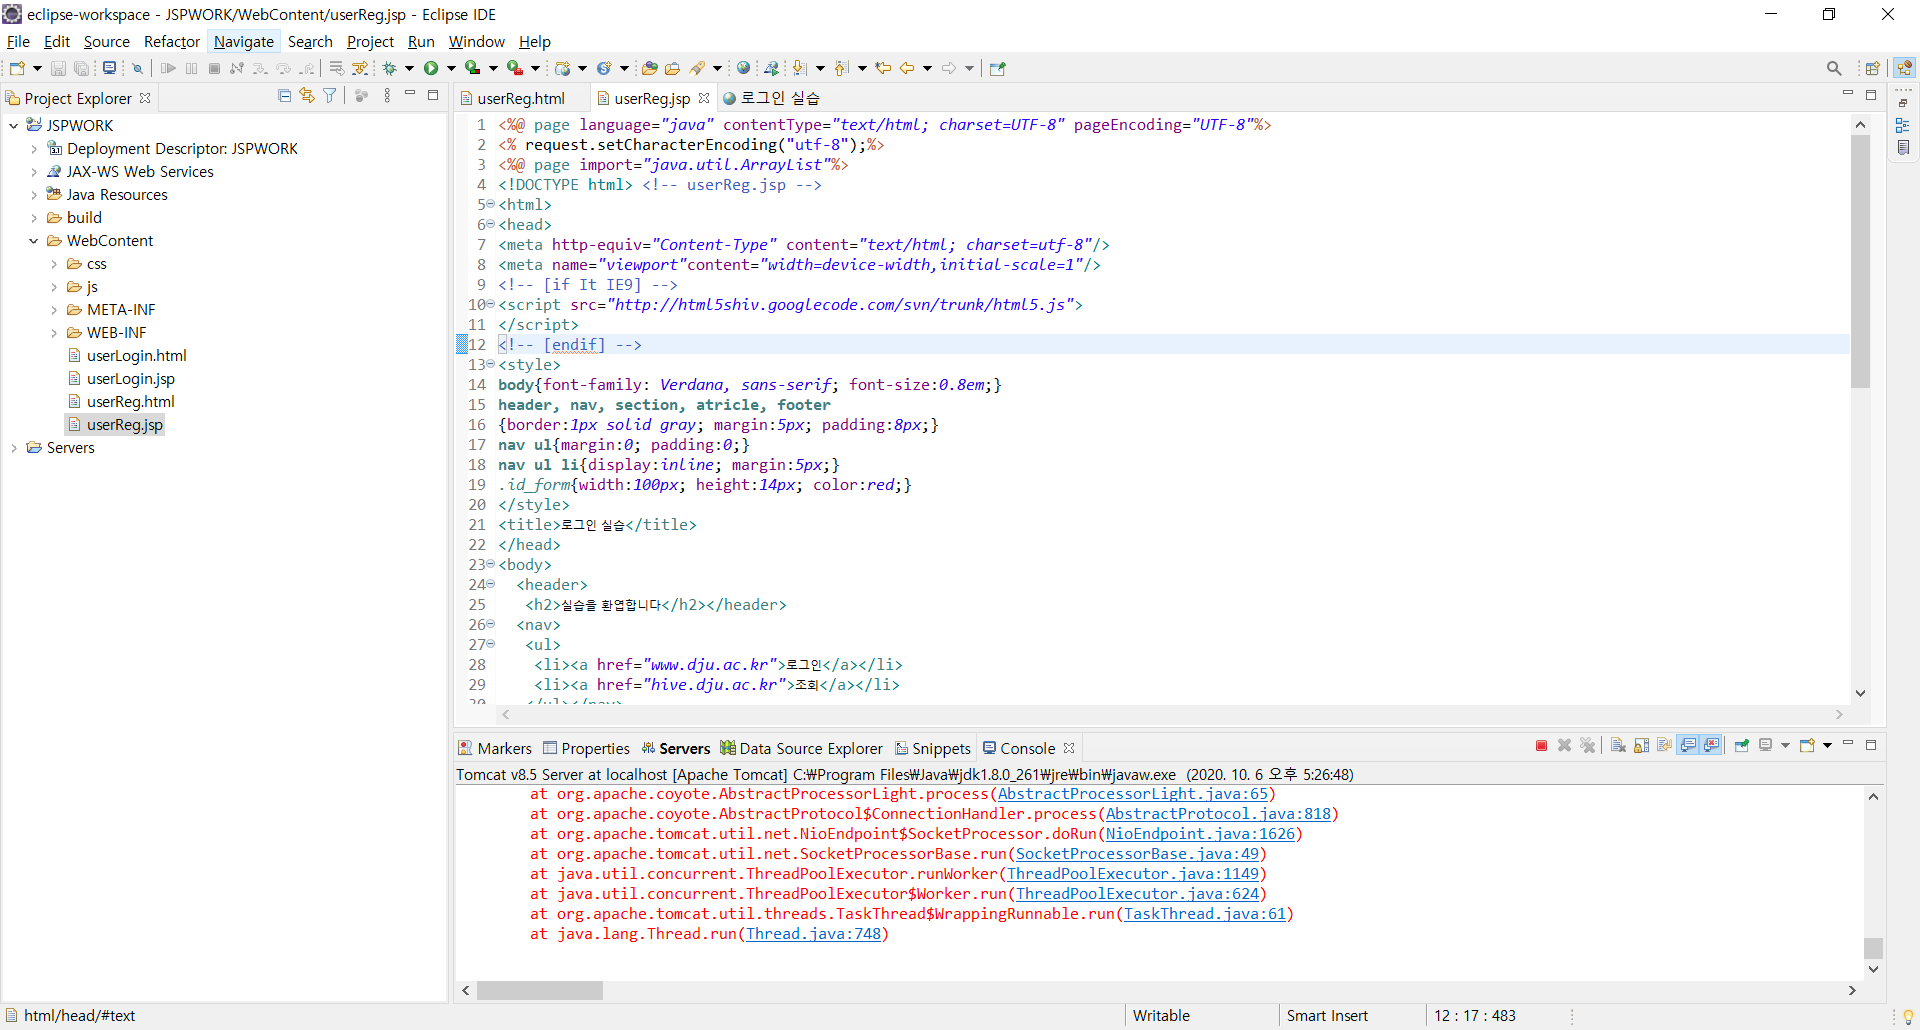 eclipse-workspace - JSPWORK/WebContent/userReg.jsp - Eclipse IDE
File Edit Source Refactor Navigate Search Project Run Window Help
Project Explorer
userReg.html userReg.jsp 로그인 실습
JSPWORK
Deployment Descriptor: JSPWORK
JAX-WS Web Services
Java Resources
build
WebContent
css
js
META-INF
WEB-INF
userLogin.html
userLogin.jsp
userReg.html
userReg.jsp
Servers
1 <%@ page language="java" contentType="text/html; charset=UTF-8" pageEncoding="UTF-8"%>
2 <% request.setCharacterEncoding("utf-8");%>
3 <%@ page import="java.util.ArrayList"%>
4 <!DOCTYPE html> <!-- userReg.jsp -->
5 <html>
6 <head>
7 <meta http-equiv="Content-Type" content="text/html; charset=utf-8"/>
8 <meta name="viewport"content="width=device-width,initial-scale=1"/>
9 <!-- [if It IE9] -->
10 <script src="http://html5shiv.googlecode.com/svn/trunk/html5.js">
11 </script>
12 <!-- [endif] -->
13 <style>
14 body{font-family: Verdana, sans-serif; font-size:0.8em;}
15 header, nav, section, atricle, footer
16 {border:1px solid gray; margin:5px; padding:8px;}
17 nav ul{margin:0; padding:0;}
18 nav ul li{display:inline; margin:5px;}
19 .id_form{width:100px; height:14px; color:red;}
20 </style>
21 <title>로그인 실습</title>
22 </head>
23 <body>
24 <header>
25 <h2>실습을 환엽합니다</h2></header>
26 <nav>
27 <ul>
28 <li><a href="www.dju.ac.kr">로그인</a></li>
29 <li><a href="hive.dju.ac.kr">조회</a></li>
30 </ul></nav>
Markers Properties Servers Data Source Explorer Snippets Console
Tomcat v8.5 Server at localhost [Apache Tomcat] C:₩Program Files₩Java₩jdk1.8.0_261₩jre₩bin₩javaw.exe (2020. 10. 6 오후 5:26:48)
at org.apache.coyote.AbstractProcessorLight.process(AbstractProcessorLight.java:65)
at org.apache.coyote.AbstractProtocol$ConnectionHandler.process(AbstractProtocol.java:818)
at org.apache.tomcat.util.net.NioEndpoint$SocketProcessor.doRun(NioEndpoint.java:1626)
at org.apache.tomcat.util.net.SocketProcessorBase.run(SocketProcessorBase.java:49)
at java.util.concurrent.ThreadPoolExecutor.runWorker(ThreadPoolExecutor.java:1149)
at java.util.concurrent.ThreadPoolExecutor$Worker.run(ThreadPoolExecutor.java:624)
at org.apache.tomcat.util.threads.TaskThread$WrappingRunnable.run(TaskThread.java:61)
at java.lang.Thread.run(Thread.java:748)
html/head/#text Writable Smart Insert 12 : 17 : 483